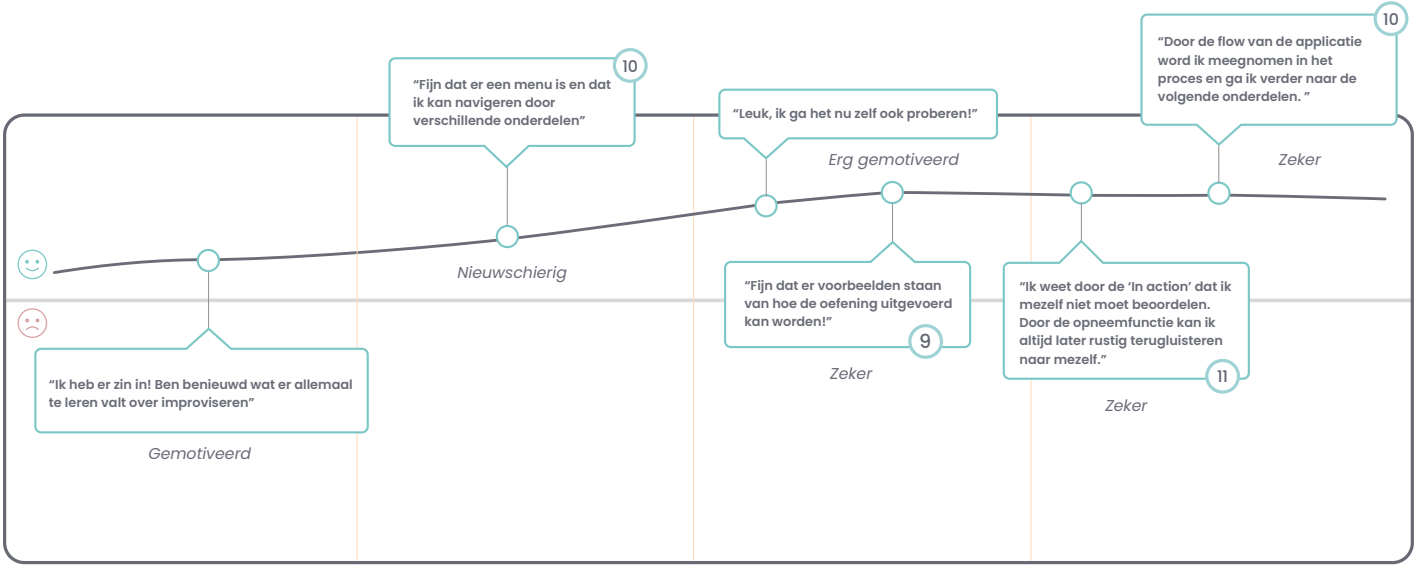 10
“Fijn dat er een menu is en dat
ik kan navigeren door
verschillende onderdelen”
Nieuwschierig
“Leuk, ik ga het nu zelf ook proberen!”
Erg gemotiveerd
10
“Door de flow van de applicatie
word ik meegnomen in het
proces en ga ik verder naar de
volgende onderdelen. ”
Zeker
“Ik heb er zin in! Ben benieuwd wat er allemaal
te leren valt over improviseren”
Gemotiveerd
“Fijn dat er voorbeelden staan
van hoe de oefening uitgevoerd
kan worden!”
9
Zeker
“Ik weet door de ‘In action’ dat ik
mezelf niet moet beoordelen.
Door de opneemfunctie kan ik
altijd later rustig terugluisteren
naar mezelf.”
11
Zeker